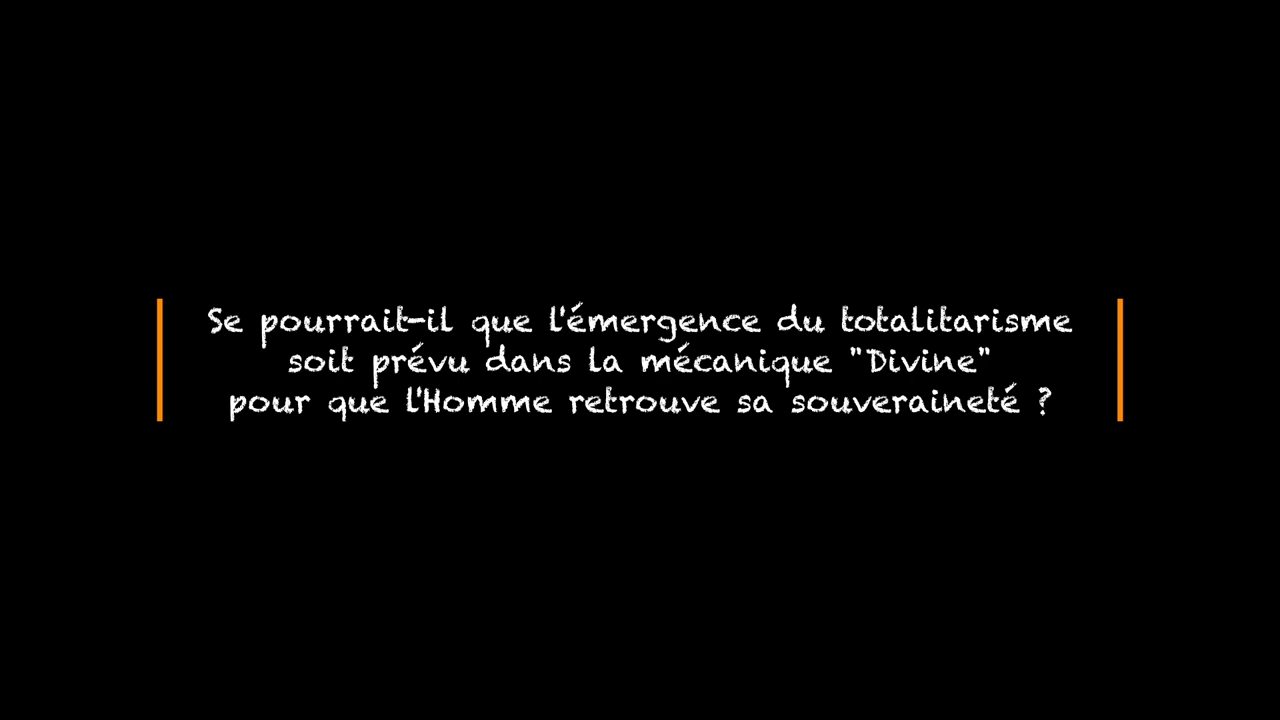 Se pourrait-il que l'émergence du totalitarisme
soit prévu dans la mécanique "Divine"
pour que l'Homme retrouve sa souveraineté ?